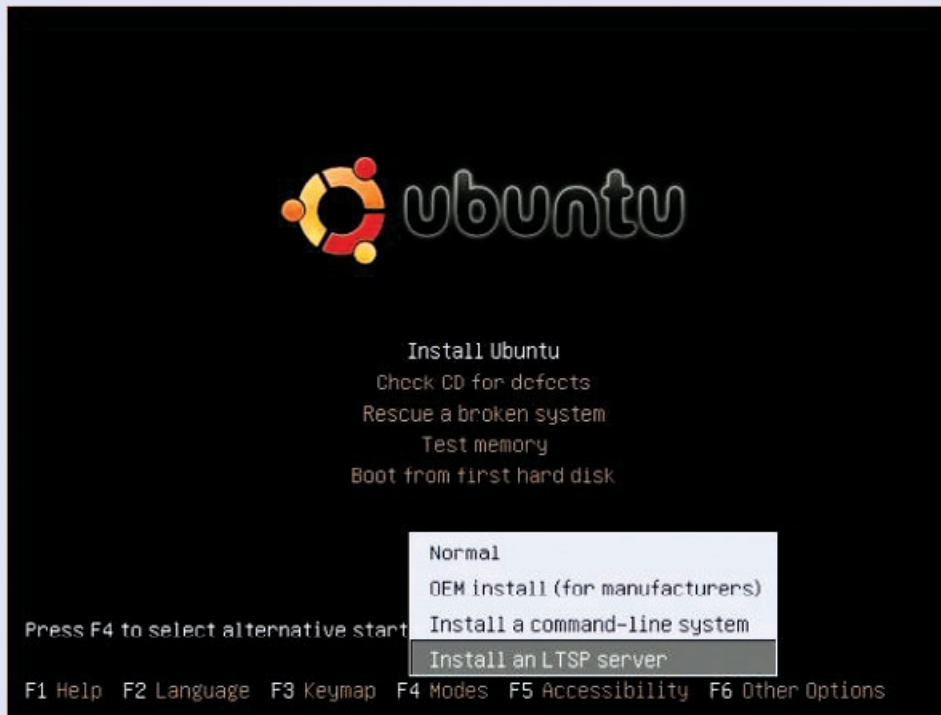 ubuntu
Install Ubuntu
Check CD for defects
Rescue a broken system
Test memory
Boot from first hard disk
Normal
OEM install (for manufacturers)
Install a command-line system
Install an LTSP server
Press F4 to select alternative start
F1 Help F2 Language F3 Keymap F4 Modes F5 Accessibility F6 Other Options